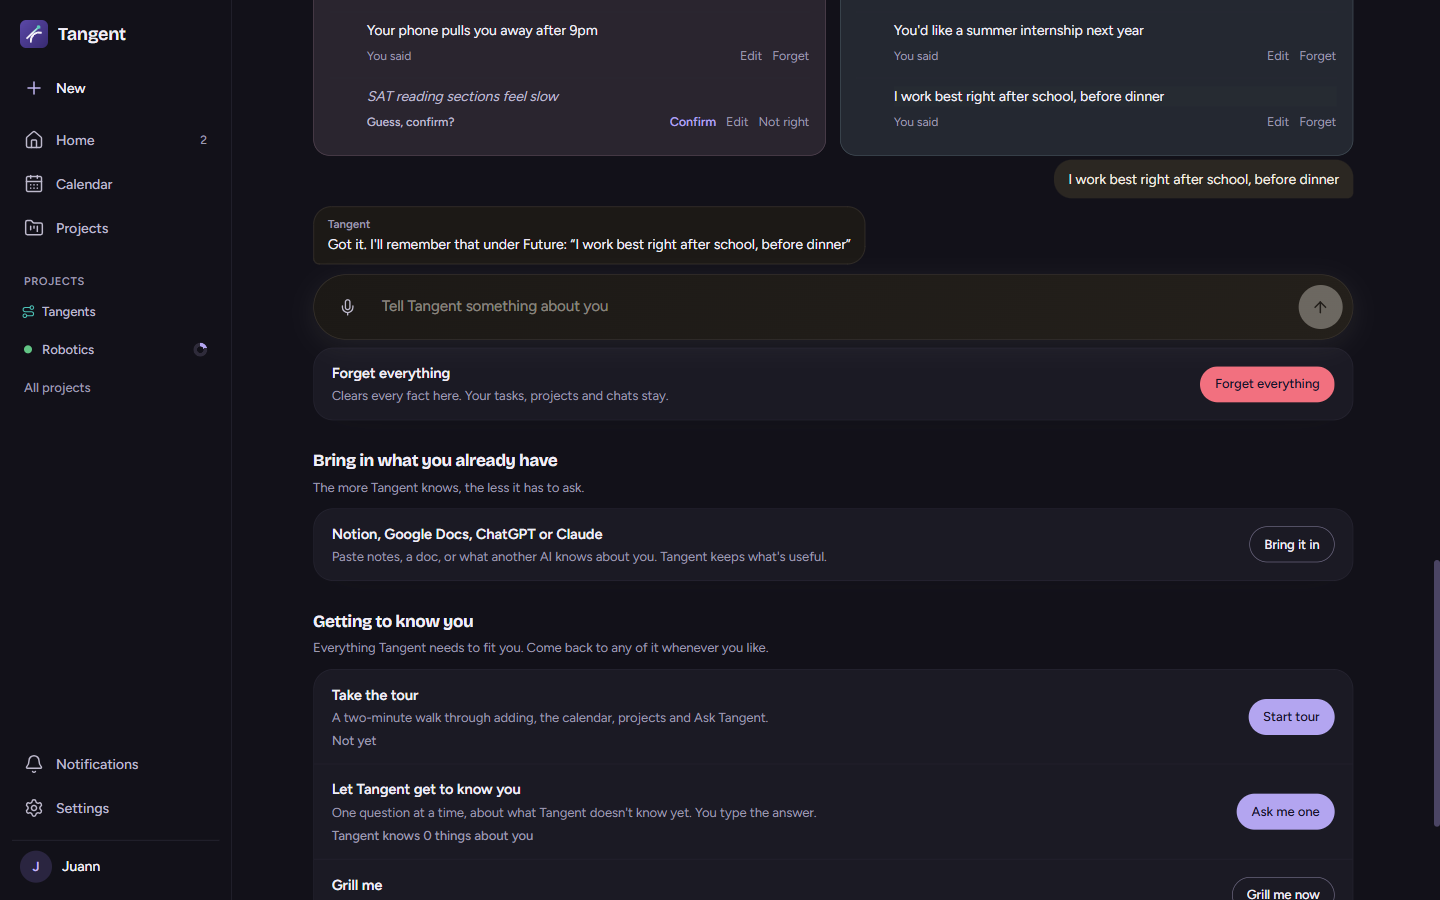 Tangent
New
Home 2
Calendar
Projects
PROJECTS
Tangents
Robotics
All projects
Notifications
Settings
J Juann
Your phone pulls you away after 9pm
You said Edit Forget
SAT reading sections feel slow
Guess, confirm? Confirm Edit Not right
You'd like a summer internship next year
You said Edit Forget
I work best right after school, before dinner
You said Edit Forget
I work best right after school, before dinner
Tangent
Got it. I'll remember that under Future: "I work best right after school, before dinner"
Tell Tangent something about you
Forget everything
Clears every fact here. Your tasks, projects and chats stay.
Forget everything
Bring in what you already have
The more Tangent knows, the less it has to ask.
Notion, Google Docs, ChatGPT or Claude
Paste notes, a doc, or what another AI knows about you. Tangent keeps what's useful.
Bring it in
Getting to know you
Everything Tangent needs to fit you. Come back to any of it whenever you like.
Take the tour
A two-minute walk through adding, the calendar, projects and Ask Tangent.
Not yet
Start tour
Let Tangent get to know you
One question at a time, about what Tangent doesn't know yet. You type the answer.
Tangent knows 0 things about you
Ask me one
Grill me
Grill me now